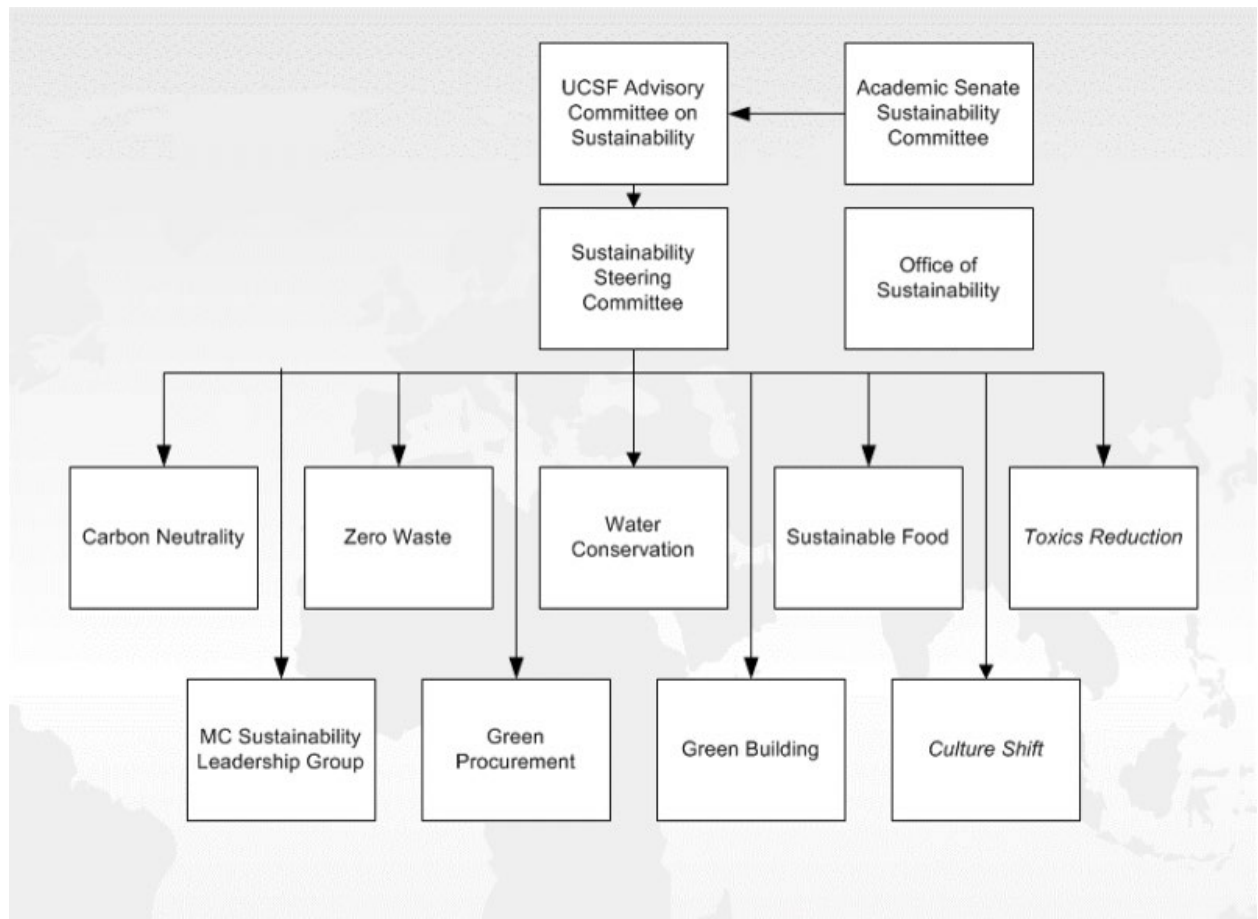 UCSF Advisory
Committee on
Sustainability
Academic Senate
Sustainability
Committee
Sustainability
Steering
Committee
Office of
Sustainability
Carbon Neutrality
Zero Waste
Water
Conservation
Sustainable Food
Toxics Reduction
MC Sustainability
Leadership Group
Green
Procurement
Green Building
Culture Shift